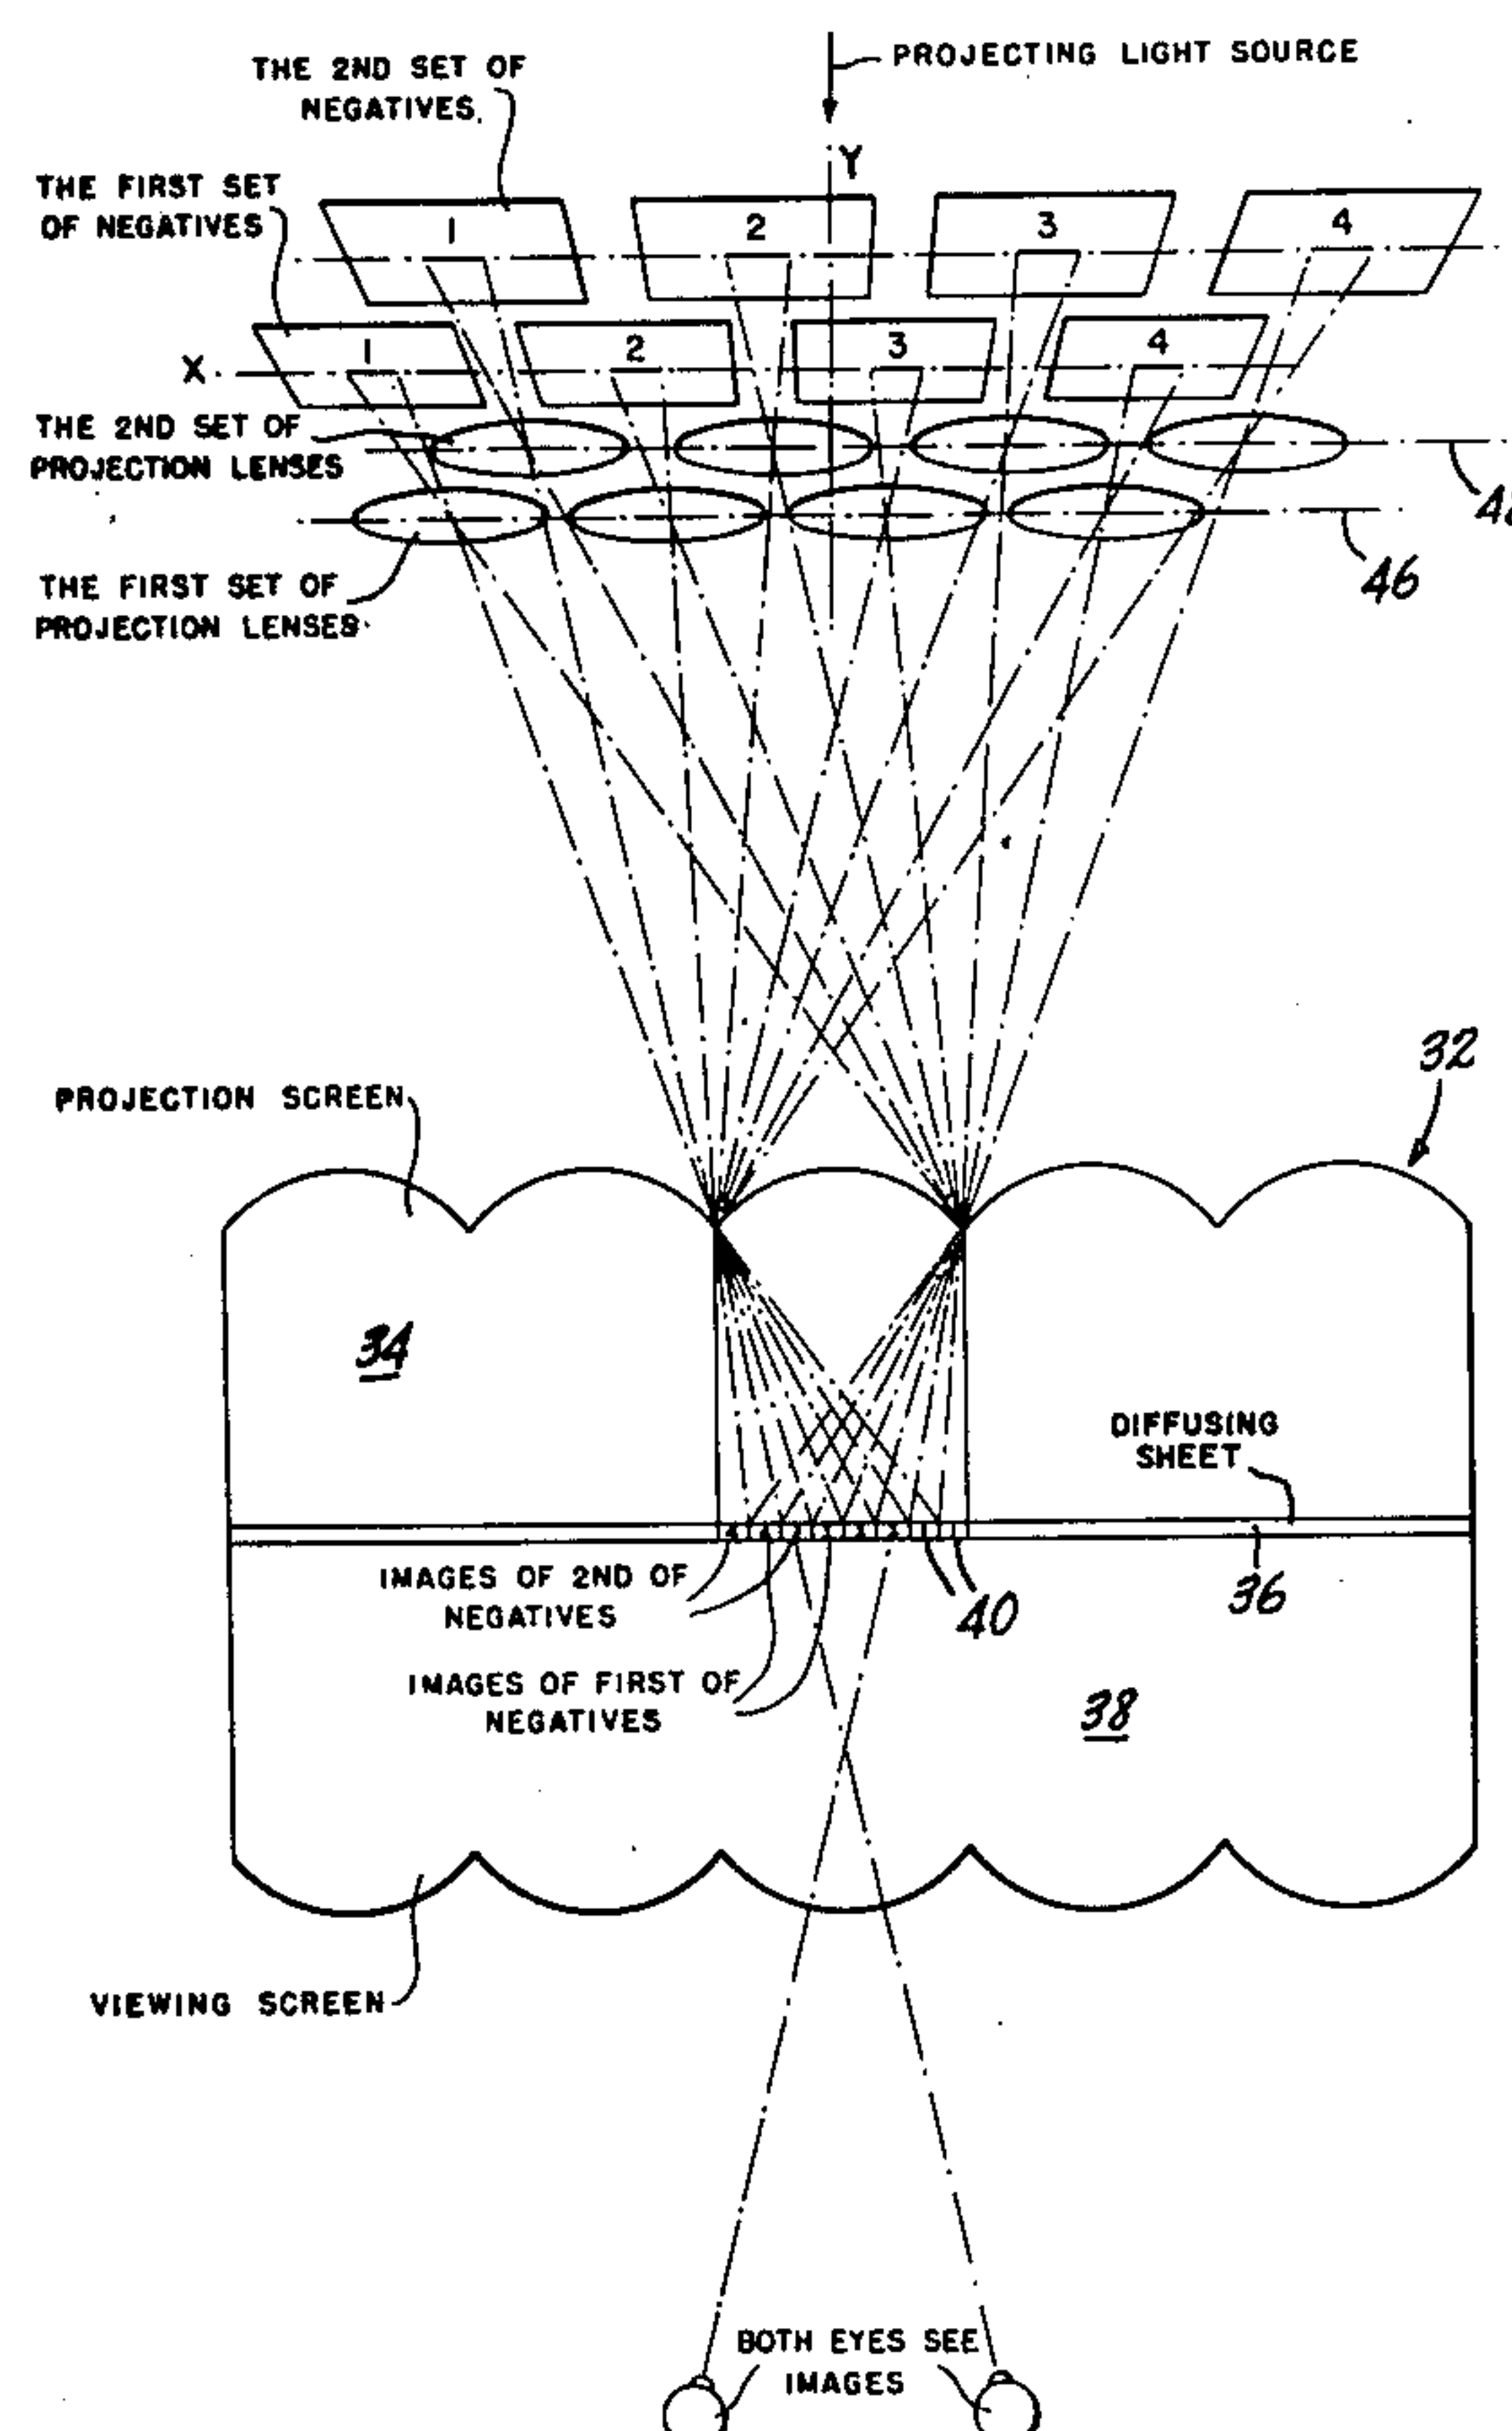 PROJECTING LIGHT SOURCE
THE 2ND SET OF
NEGATIVES
Y
THE FIRST SET
OF NEGATIVES
1 2 3 4
X 1 2 3 4
THE 2ND SET OF
PROJECTION LENSES
46
THE FIRST SET OF
PROJECTION LENSES
32
PROJECTION SCREEN
34
DIFFUSING
SHEET
IMAGES OF 2ND OF
NEGATIVES
40
36
IMAGES OF FIRST OF
NEGATIVES
38
VIEWING SCREEN
BOTH EYES SEE
IMAGES